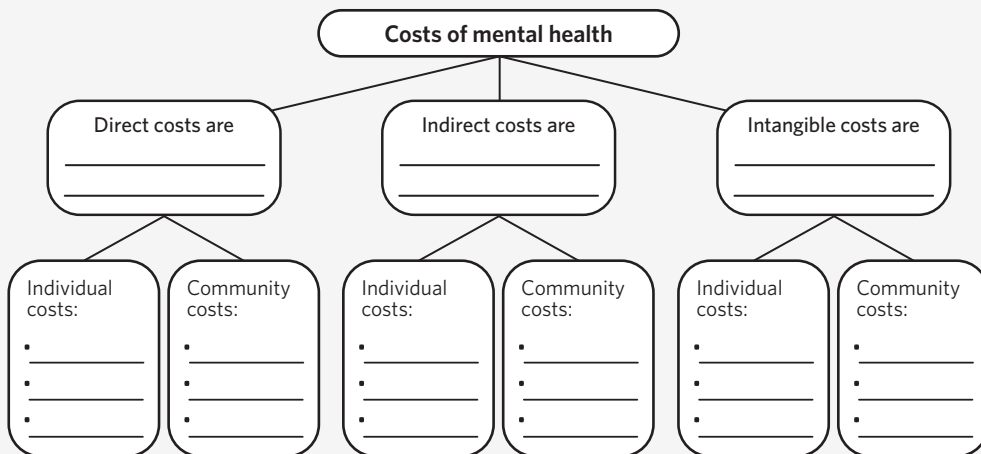 Costs of mental health
Direct costs are
Indirect costs are
Intangible costs are
Individual
costs:
Community
costs:
Individual
costs:
Community
costs:
Individual
costs:
Community
costs: